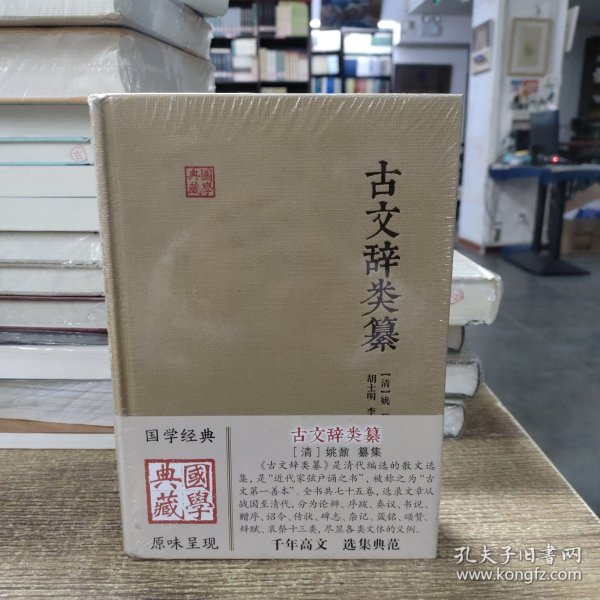 國學
典藏
古文辞类纂
［清］姚
胡士明 李
国学经典
國學
典藏
原味呈现
古文辞类纂
［清］姚鼐 纂集
《古文辞类纂》是清代编选的散文选
集，是“近代家弦户诵之书”，被称之为“古
文第一善本”。全书共七十五卷，选录文章从
战国至清代，分为论辨、序跋、奏议、书说、
赠序、诏令、传状、碑志、杂记、箴铭、颂赞、
辞赋、哀祭十三类，尽显各类文体的义例。
千年高文 选集典范
孔夫子旧书网
www.kongfz.com